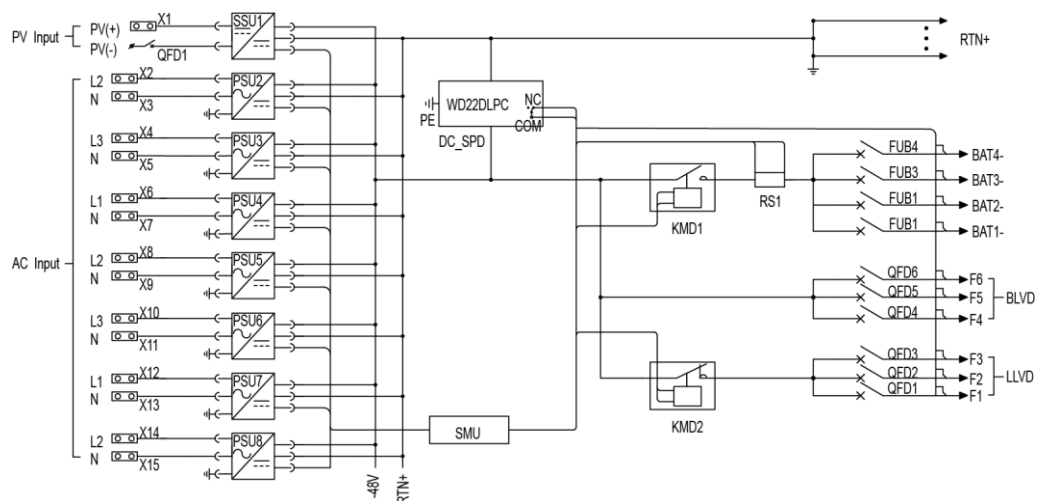 PV Input
PV(+)
X1
PV(-)
QFD1
SSU1
RTN+
AC Input
L2
X2
N
X3
PSU2
L3
X4
N
X5
PSU3
L1
X6
N
X7
PSU4
L2
X8
N
X9
PSU5
L3
X10
N
X11
PSU6
L1
X12
N
X13
PSU7
L2
X14
N
X15
PSU8
-48V
RTN+
WD22DLPC
NC
COM
PE
DC_SPD
KMD1
RS1
SMU
KMD2
FUB4
BAT4-
FUB3
BAT3-
FUB1
BAT2-
FUB1
BAT1-
QFD6
F6
QFD5
F5
BLVD
QFD4
F4
QFD3
F3
QFD2
F2
LLVD
QFD1
F1